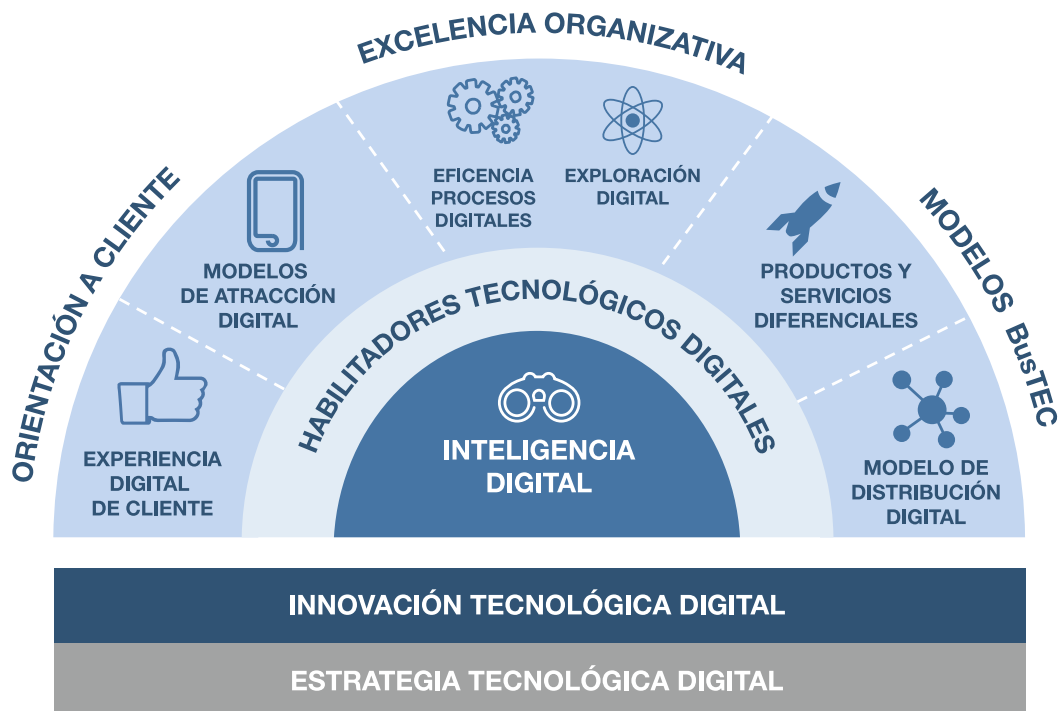 EXCELENCIA ORGANIZATIVA
ORIENTACIÓN A CLIENTE
MODELOS BusTEC
EFICENCIA
PROCESOS
DIGITALES
EXPLORACIÓN
DIGITAL
MODELOS
DE ATRACCIÓN
DIGITAL
PRODUCTOS Y
SERVICIOS
DIFERENCIALES
EXPERIENCIA
DIGITAL
DE CLIENTE
MODELO DE
DISTRIBUCIÓN
DIGITAL
HABILITADORES TECNOLÓGICOS DIGITALES
INTELIGENCIA
DIGITAL
INNOVACIÓN TECNOLÓGICA DIGITAL
ESTRATEGIA TECNOLÓGICA DIGITAL